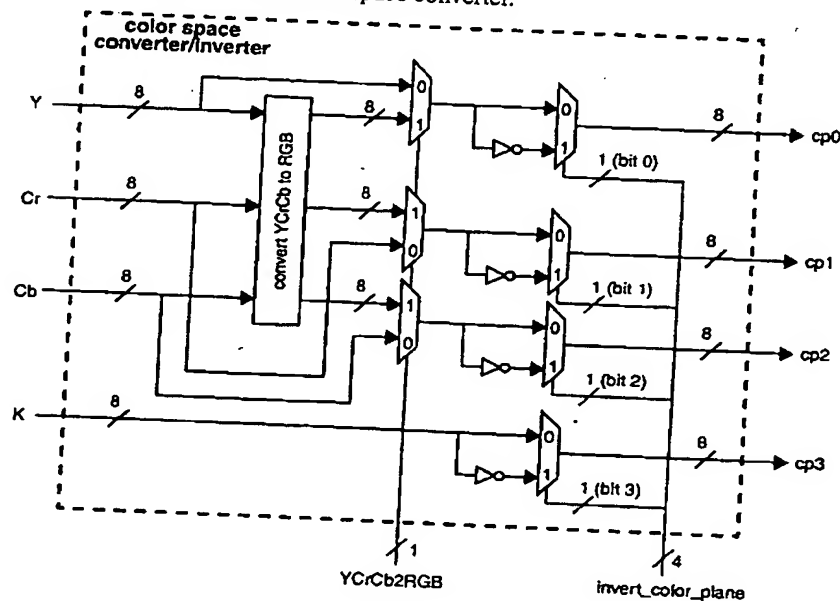 converter.
color space
converter/inverter
Y
8
8
0
1
0
1
8
cp0
1 (bit 0)
convert YCrCb to RGB
Cr
8
8
1
0
0
1
8
cp1
1 (bit 1)
Cb
8
8
1
0
0
1
8
cp2
1 (bit 2)
K
8
0
1
8
cp3
1 (bit 3)
1
YCrCb2RGB
4
invert_color_plane